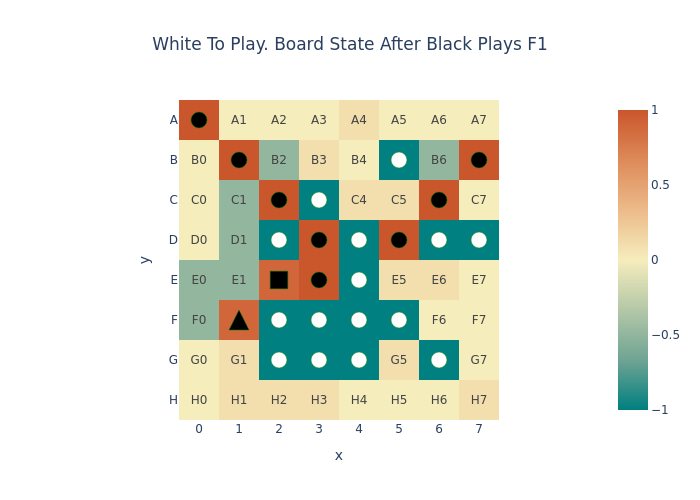 White To Play. Board State After Black Plays F1
A A1 A2 A3 A4 A5 A6 A7 1
B B0 B2 B3 B4 B6
C C0 C1 C4 C5 C7 0.5
D D0 D1
y E E0 E1 E5 E6 E7 0
F F0 F6 F7 −0.5
G G0 G1 G5 G7
H H0 H1 H2 H3 H4 H5 H6 H7 −1
0 1 2 3 4 5 6 7
x